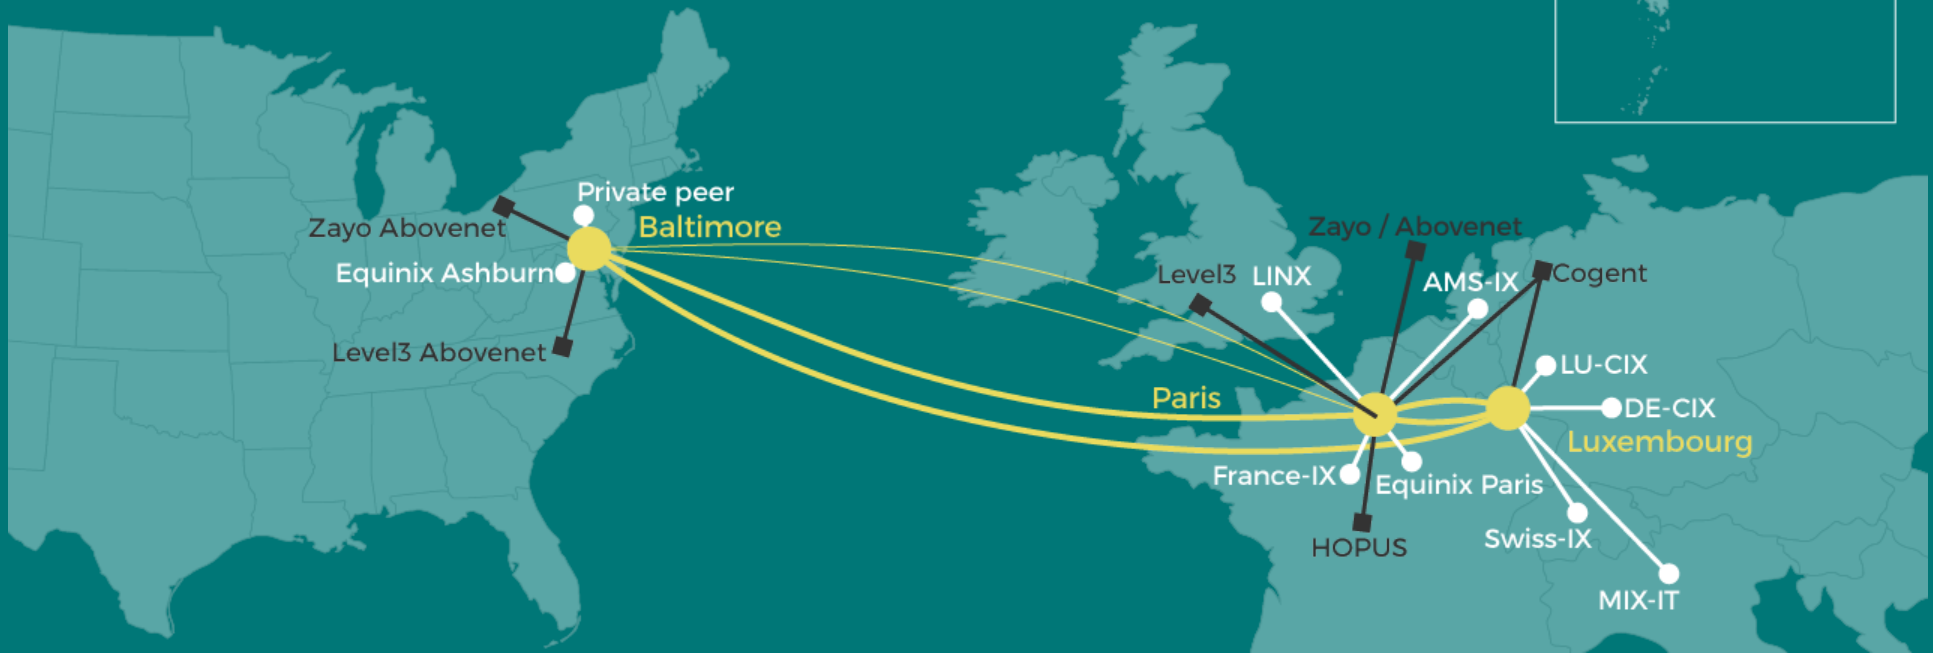 Private peer
Zayo Abovenet
Baltimore
Equinix Ashburn
Level3 Abovenet
Zayo / Abovenet
Level3
LINX
AMS-IX
Cogent
LU-CIX
Paris
DE-CIX
Luxembourg
France-IX
Equinix Paris
Swiss-IX
HOPUS
MIX-IT